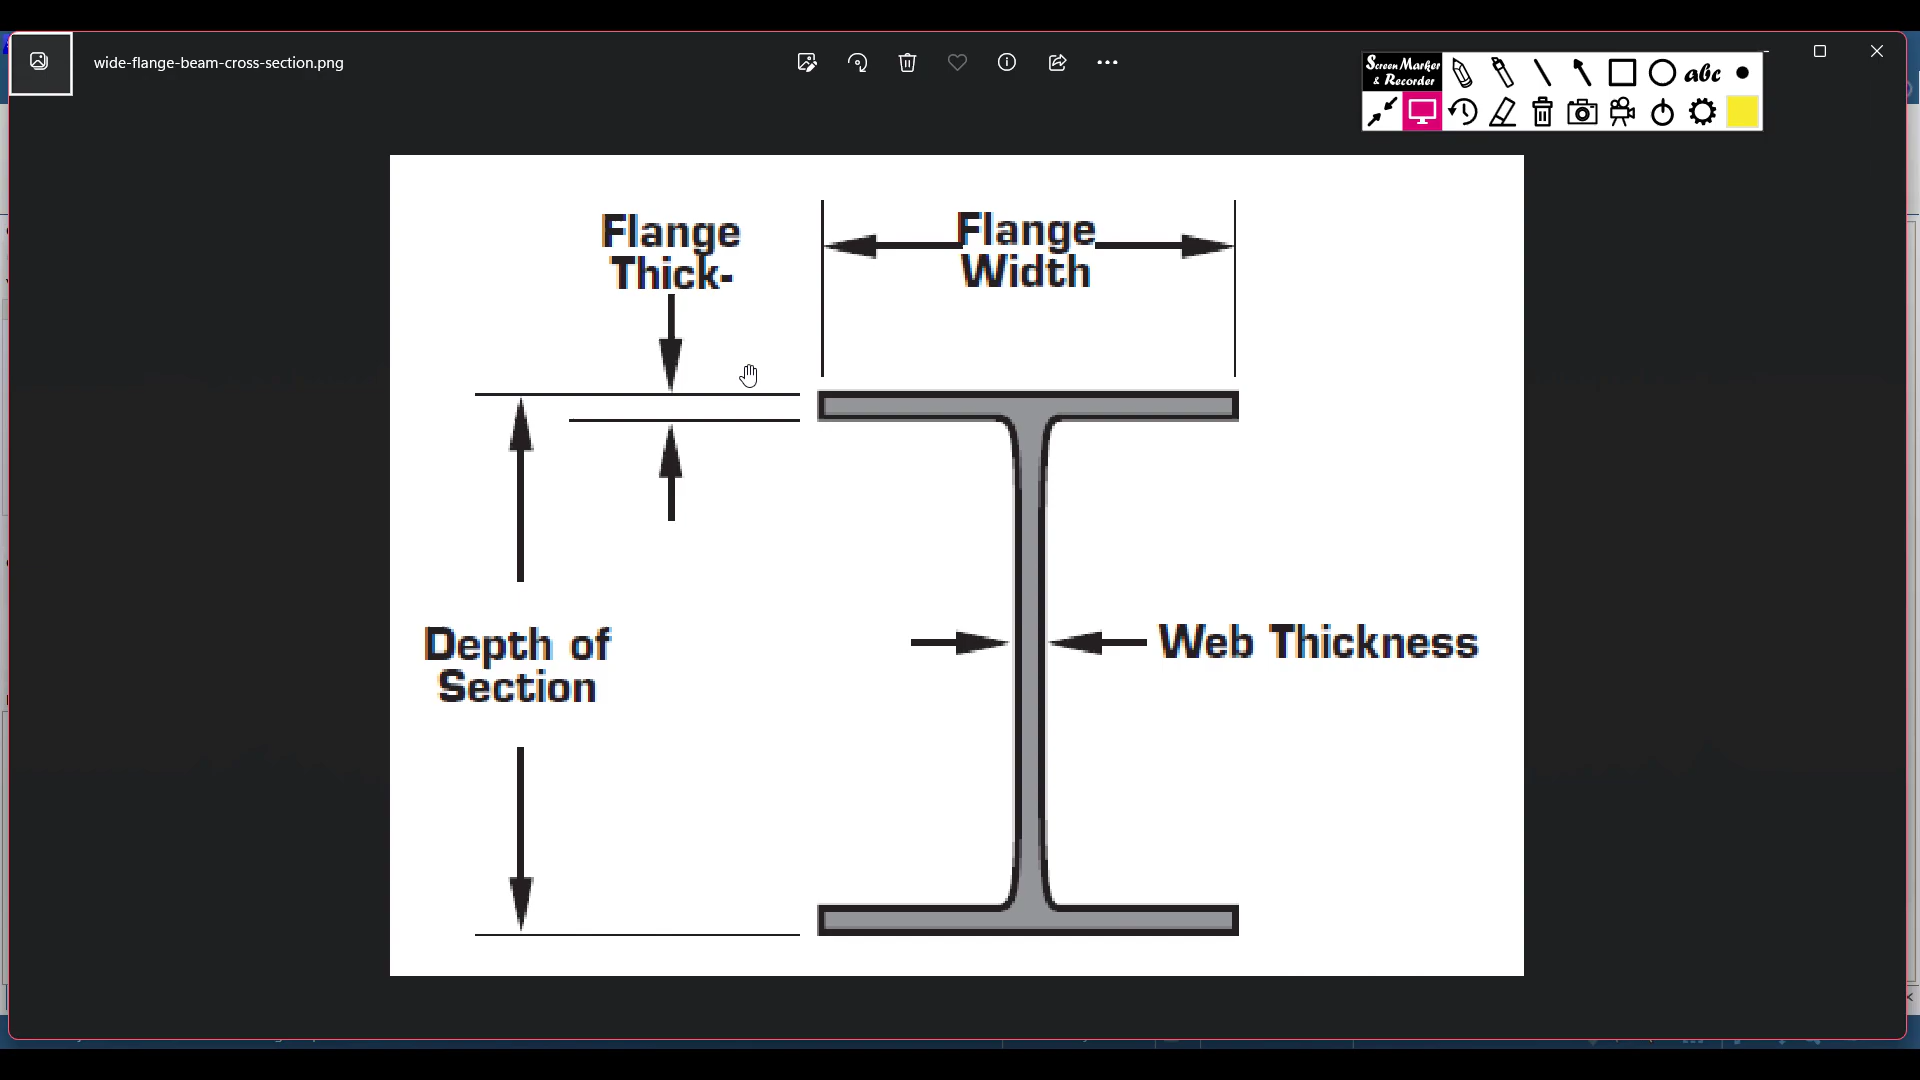 wide-flange-beam-cross-section.png
Screen Marker
& Recorder
abc
Flange
Thick-
Flange
Width
Depth of
Section
Web Thickness